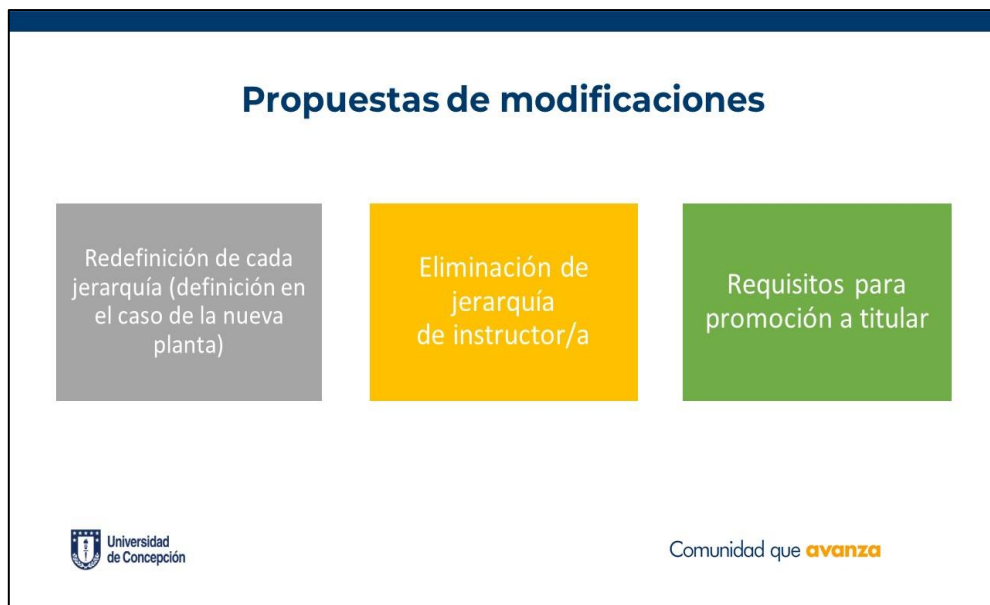 Propuestas de modificaciones
Redefinición de cada
jerarquía (definición en
el caso de la nueva
planta)
Eliminación de
jerarquía
de instructor/a
Requisitos para
promoción a titular
Universidad
de Concepción
Comunidad que avanza